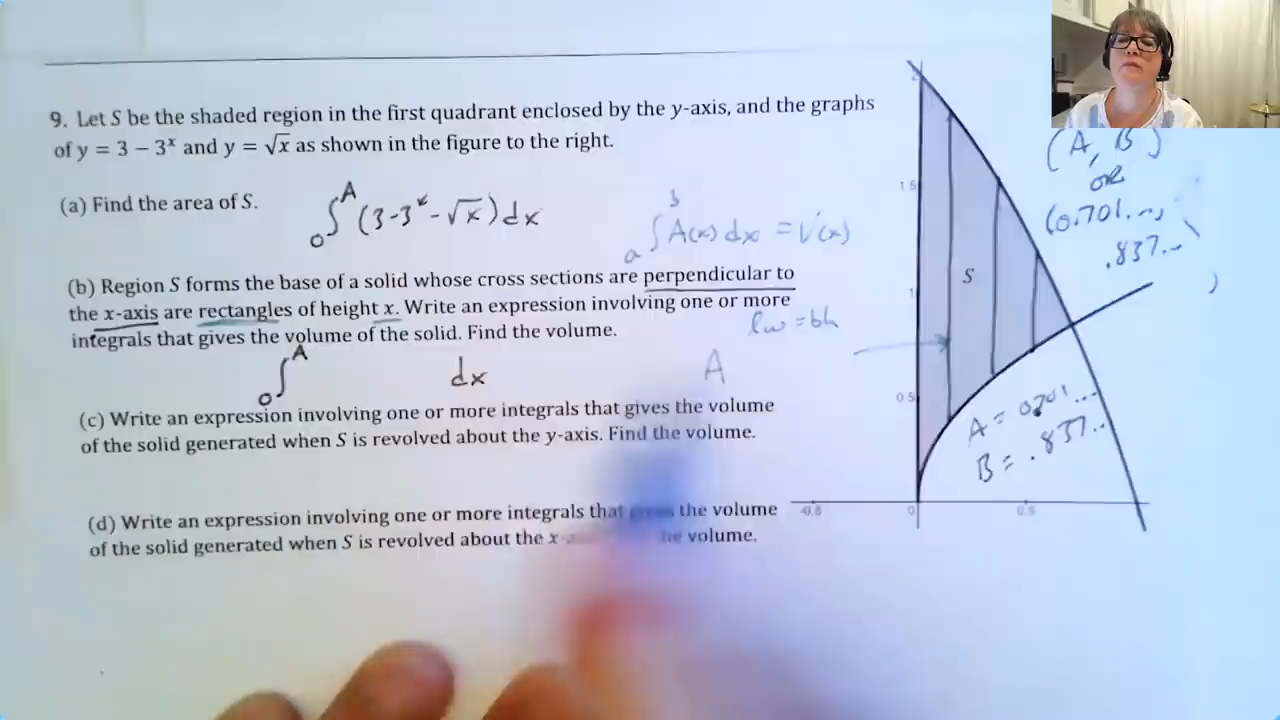 9. Let S be the shaded region in the first quadrant enclosed by the y-axis, and the graphs
of y = 3 – 3ˣ and y = √x as shown in the figure to the right.
(a) Find the area of S.
∫₀ᴬ (3-3ˣ-√x) dx
A(x) dx = V(x)
(b) Region S forms the base of a solid whose cross sections are perpendicular to
the x-axis are rectangles of height x. Write an expression involving one or more
integrals that gives the volume of the solid. Find the volume.
lw = bh
∫₀ᴬ dx
A
(c) Write an expression involving one or more integrals that gives the volume
of the solid generated when S is revolved about the y-axis. Find the volume.
(d) Write an expression involving one or more integrals that the volume
of the solid generated when S is revolved about the x volume.
(A, B)
OR
(0.701...,
.837...
)
2
1.5
S
1
0.5
A = 0.701...
B = .837...
0
0.5